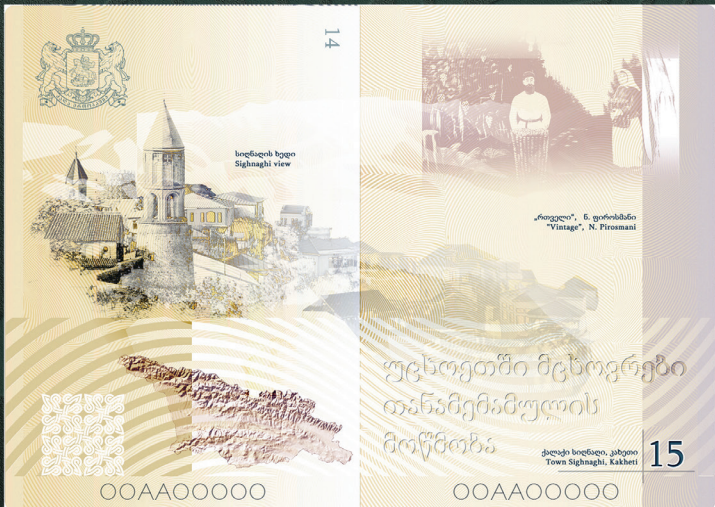 14
სიღნაღის ხედი
Sighnaghi view
„რთველი”, ნ. ფიროსმანი
"Vintage", N. Pirosmani
უცხოეთში მცხოვრები
თანამემამულის
მოწმობა
ქალაქი სიღნაღი, კახეთი
Town Sighnaghi, Kakheti
15
OOAAOOOOO
OOAAOOOOO